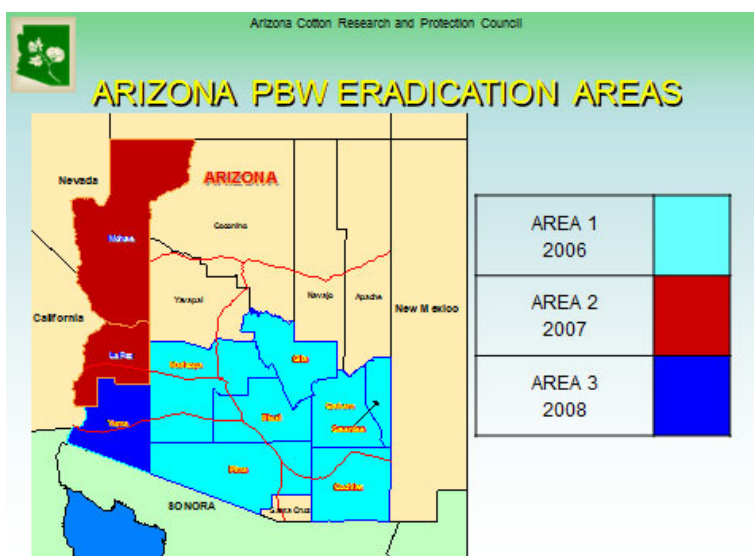 Arizona Cotton Research and Protection Council
ARIZONA PBW ERADICATION AREAS
Nevada
ARIZONA
Coconino
Mohave
Navajo
Apache
Yavapai
New Mexico
California
La Paz
Gila
Maricopa
Yuma
Pinal
Graham
Greenlee
Pima
Cochise
SONORA
Santa Cruz
AREA 1
2006
AREA 2
2007
AREA 3
2008